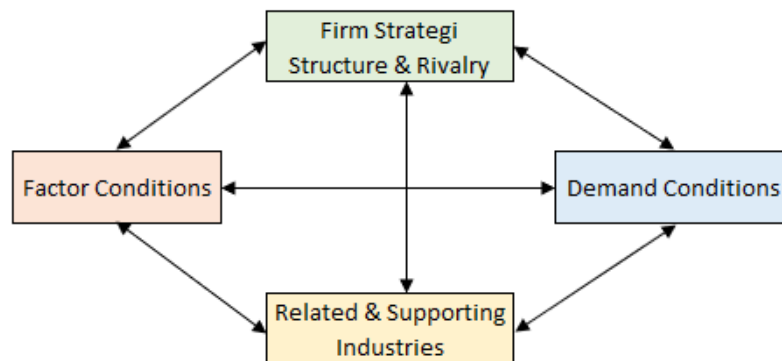 Firm Strategi
Structure & Rivalry
Factor Conditions
Demand Conditions
Related & Supporting
Industries